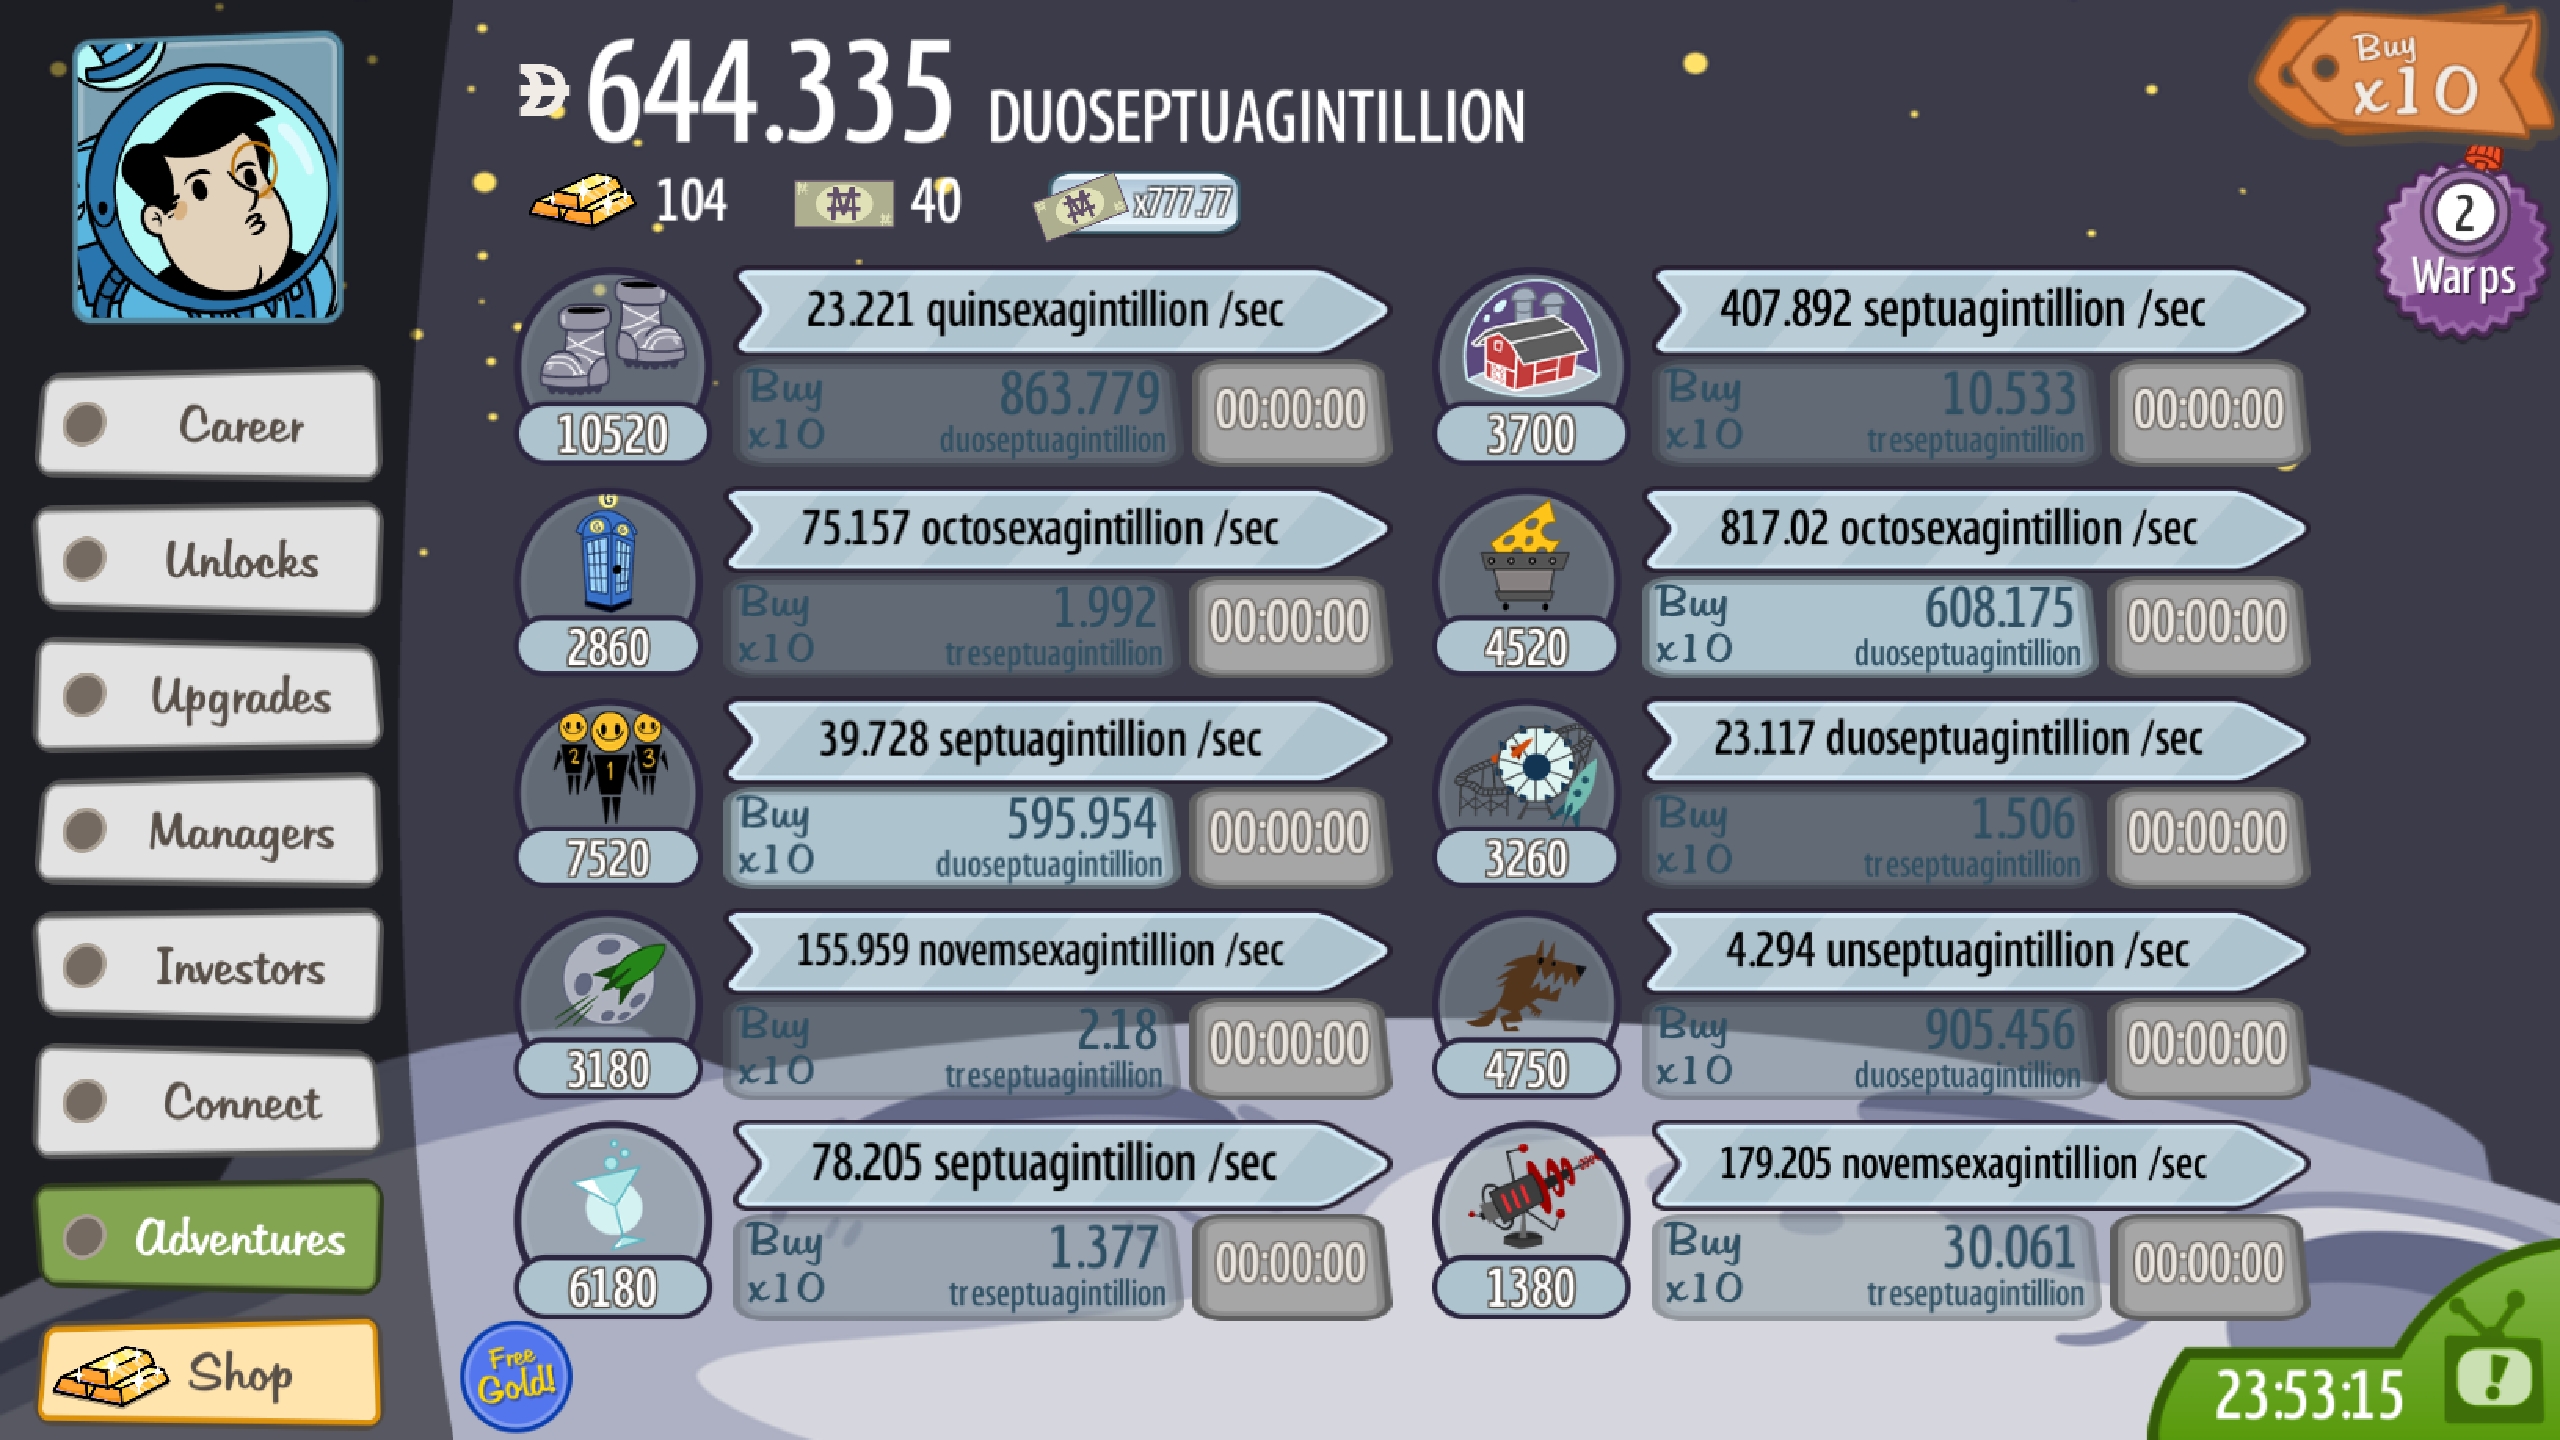 644.335 DUOSEPTUAGINTILLION
Buy
x10
104
40
x777.77
2
Warps
Career
Unlocks
Upgrades
Managers
Investors
Connect
Adventures
Shop
23.221 quinsexagintillion /sec
10520
Buy
x10
863.779
duoseptuagintillion
00:00:00
407.892 septuagintillion /sec
3700
Buy
x10
10.533
treseptuagintillion
00:00:00
G
G G
75.157 octosexagintillion /sec
2860
Buy
x10
1.992
treseptuagintillion
00:00:00
817.02 octosexagintillion /sec
4520
Buy
x10
608.175
duoseptuagintillion
00:00:00
2 1 3
39.728 septuagintillion /sec
7520
Buy
x10
595.954
duoseptuagintillion
00:00:00
23.117 duoseptuagintillion /sec
3260
Buy
x10
1.506
treseptuagintillion
00:00:00
155.959 novemsexagintillion /sec
3180
Buy
x10
2.18
treseptuagintillion
00:00:00
4.294 unseptuagintillion /sec
4750
Buy
x10
905.456
duoseptuagintillion
00:00:00
78.205 septuagintillion /sec
6180
Buy
x10
1.377
treseptuagintillion
00:00:00
179.205 novemsexagintillion /sec
1380
Buy
x10
30.061
treseptuagintillion
00:00:00
Free
Gold!
23:53:15
!